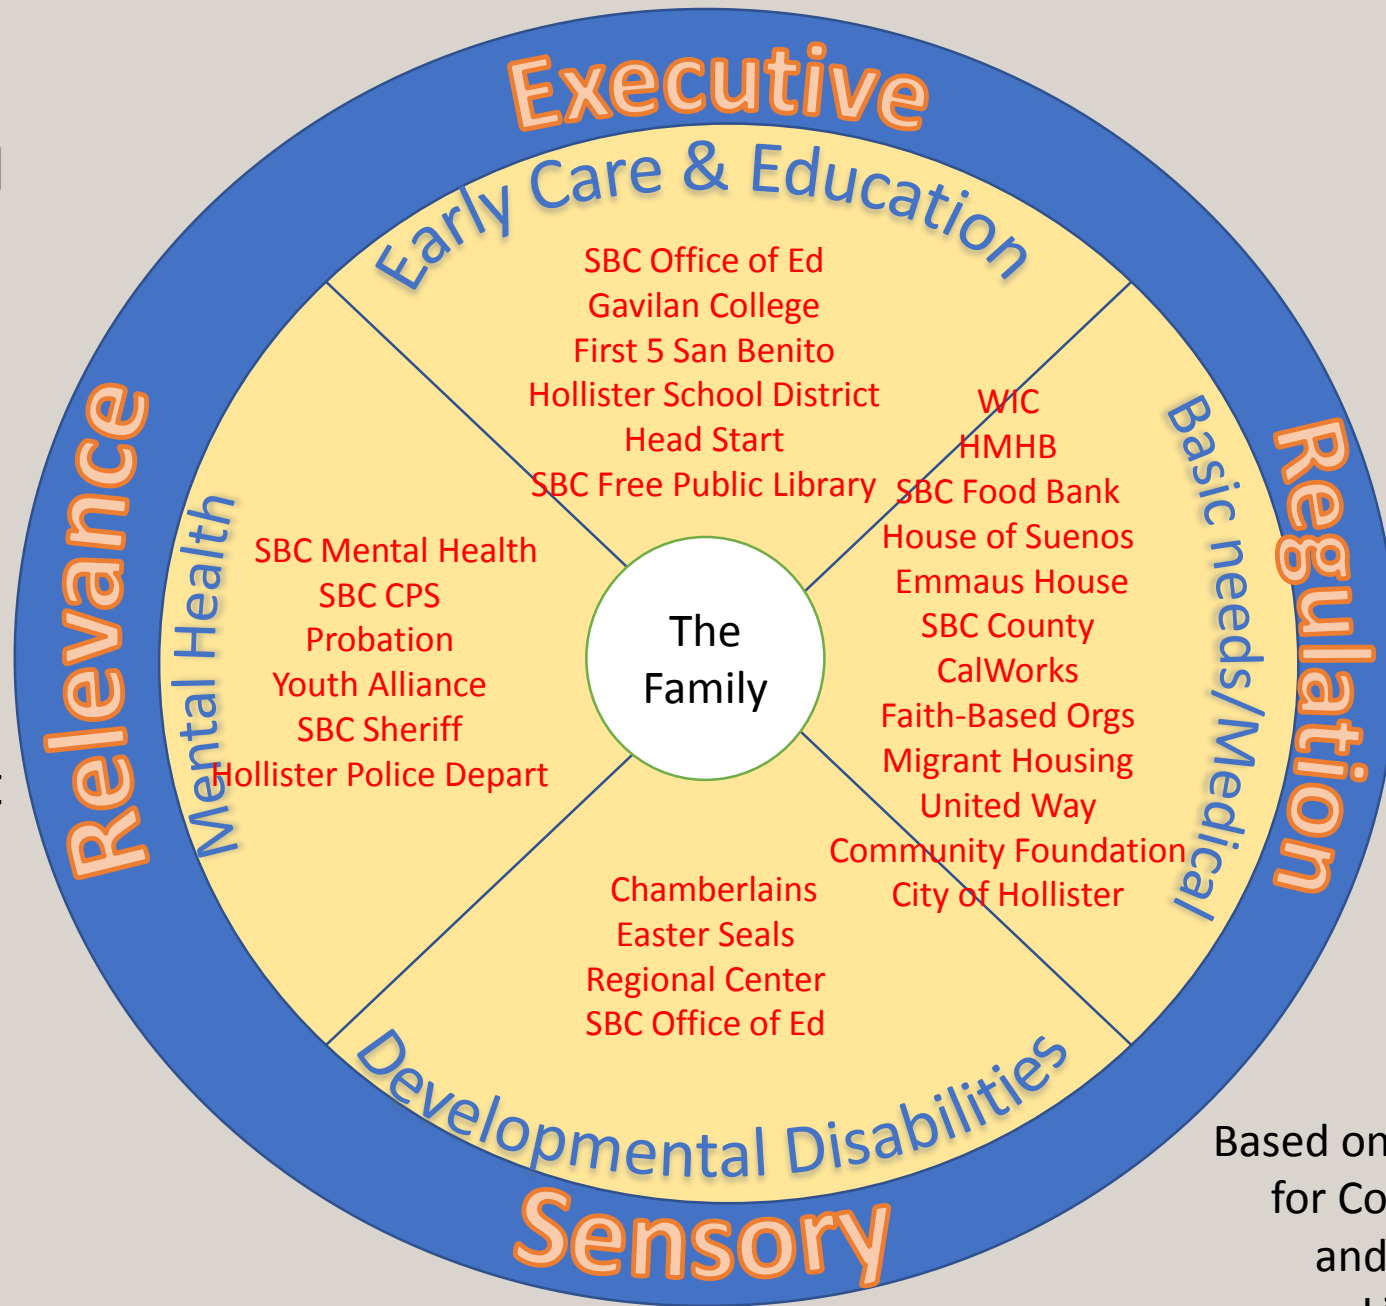 Executive
Early Care & Education
SBC Office of Ed
Gavilan College
First 5 San Benito
Hollister School District
Head Start
SBC Free Public Library
Relevance
Mental Health
SBC Mental Health
SBC CPS
Probation
Youth Alliance
SBC Sheriff
Hollister Police Depart
The
Family
WIC
HMHB
SBC Food Bank
House of Suenos
Emmaus House
SBC County
CalWorks
Faith-Based Orgs
Migrant Housing
United Way
Community Foundation
City of Hollister
Basic needs/Medical
Regulation
Chamberlains
Easter Seals
Regional Center
SBC Office of Ed
Developmental Disabilities
Sensory
Based on
for Co
and